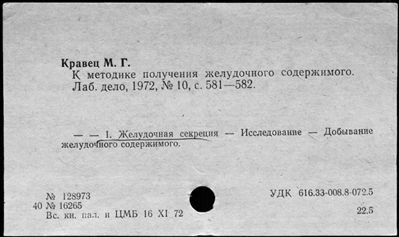 Кравец М. Г.
К методике получения желудочного содержимого.
Лаб. дело, 1972, № 10, с. 581—582.
— — 1. Желудочная секреция — Исследование — Добывание
желудочного содержимого.
№ 128973
40 № 16265
Вс. кн. пал. и ЦМБ 16 XI 72
УДК 616.33-008.8-072.5
22.5